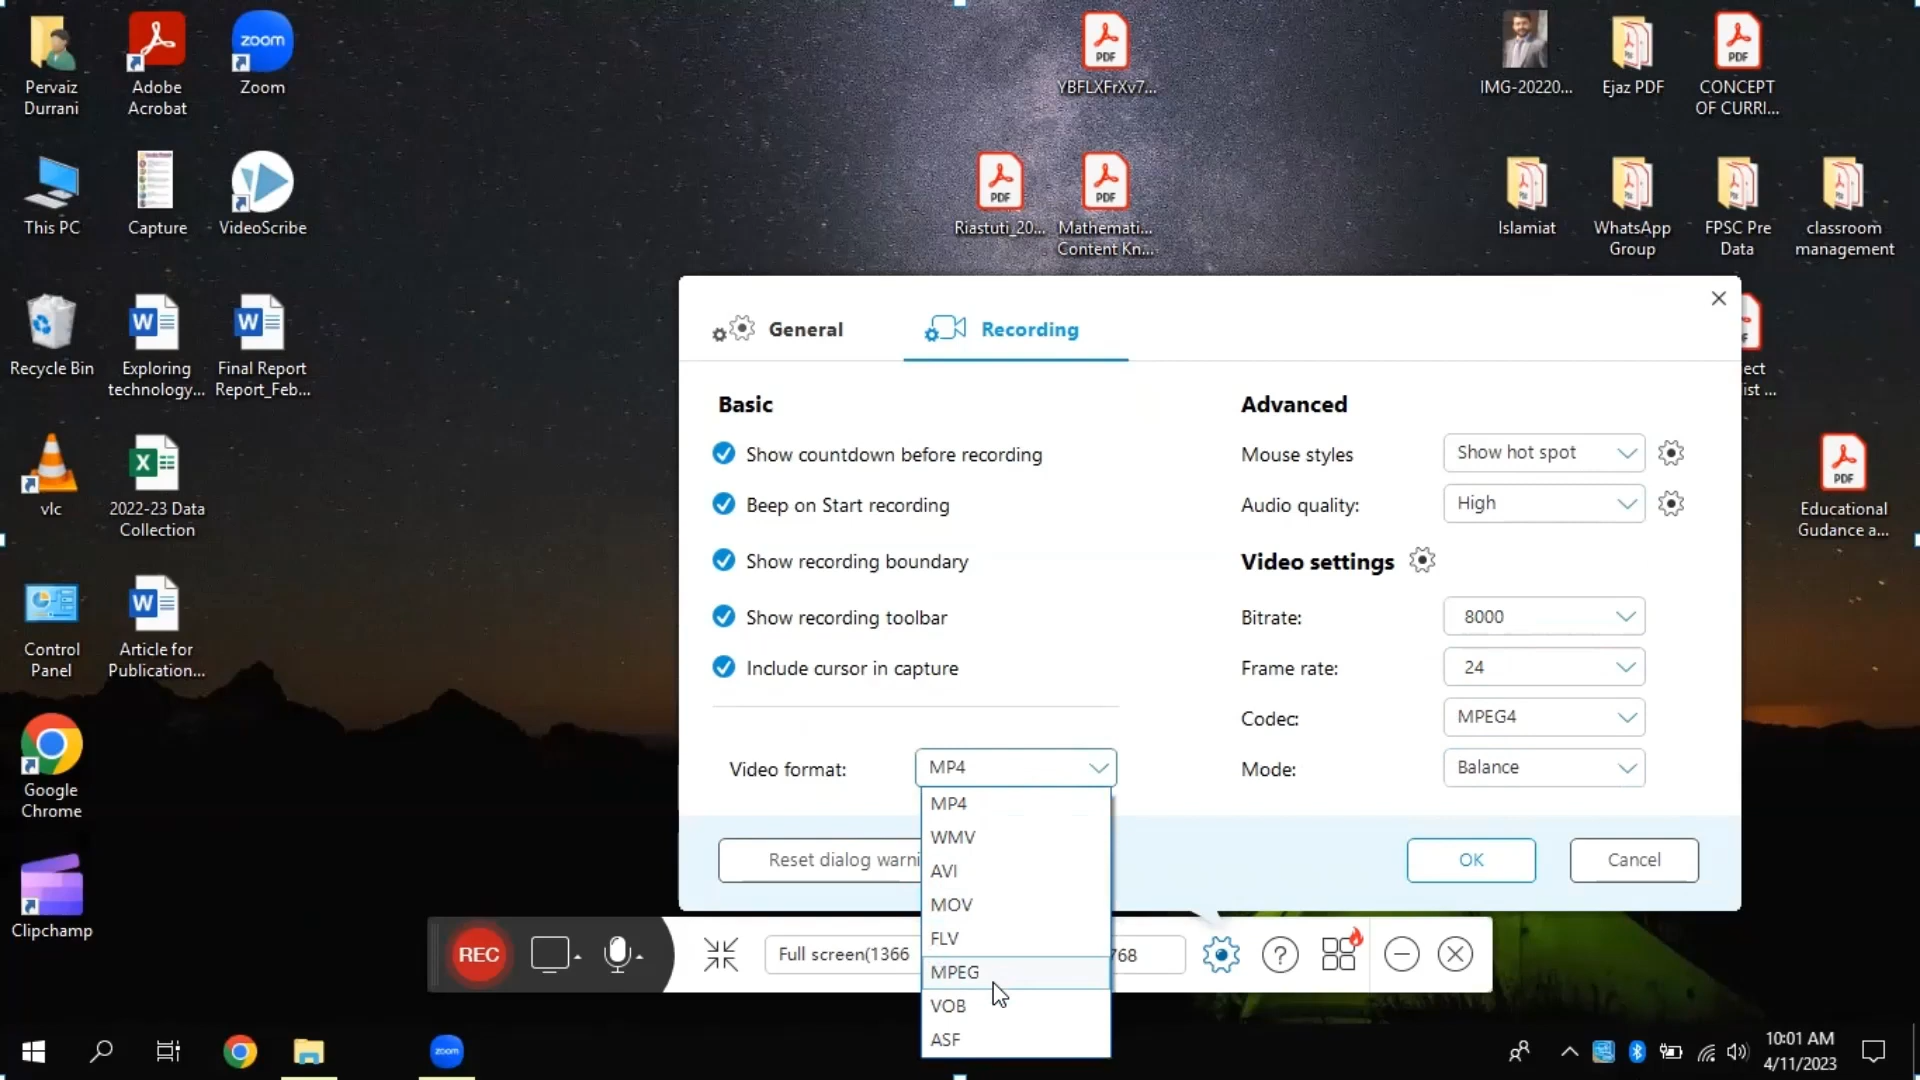 Pervaiz
Durrani
Adobe
Acrobat
zoom
Zoom
PDF
YBFLXFrXv7...
IMG-20220...
Ejaz PDF
PDF
CONCEPT
OF CURRI...
This PC
Capture
VideoScribe
PDF
Riastuti_20...
PDF
Mathemati...
Content Kn...
Islamiat
WhatsApp
Group
FPSC Pre
Data
classroom
management
Recycle Bin
Exploring
technology...
Final Report
Report_Feb...
ect
ist ...
vlc
2022-23 Data
Collection
PDF
Educational
Gudance a...
Control
Panel
Article for
Publication...
Google
Chrome
Clipchamp
General
Recording
Basic
Show countdown before recording
Beep on Start recording
Show recording boundary
Show recording toolbar
Include cursor in capture
Video format:
MP4
MP4
WMV
AVI
MOV
FLV
MPEG
VOB
ASF
Advanced
Mouse styles
Show hot spot
Audio quality:
High
Video settings
Bitrate:
8000
Frame rate:
24
Codec:
MPEG4
Mode:
Balance
Reset dialog warni
OK
Cancel
REC
Full screen(1366
768
zoom
10:01 AM
4/11/2023